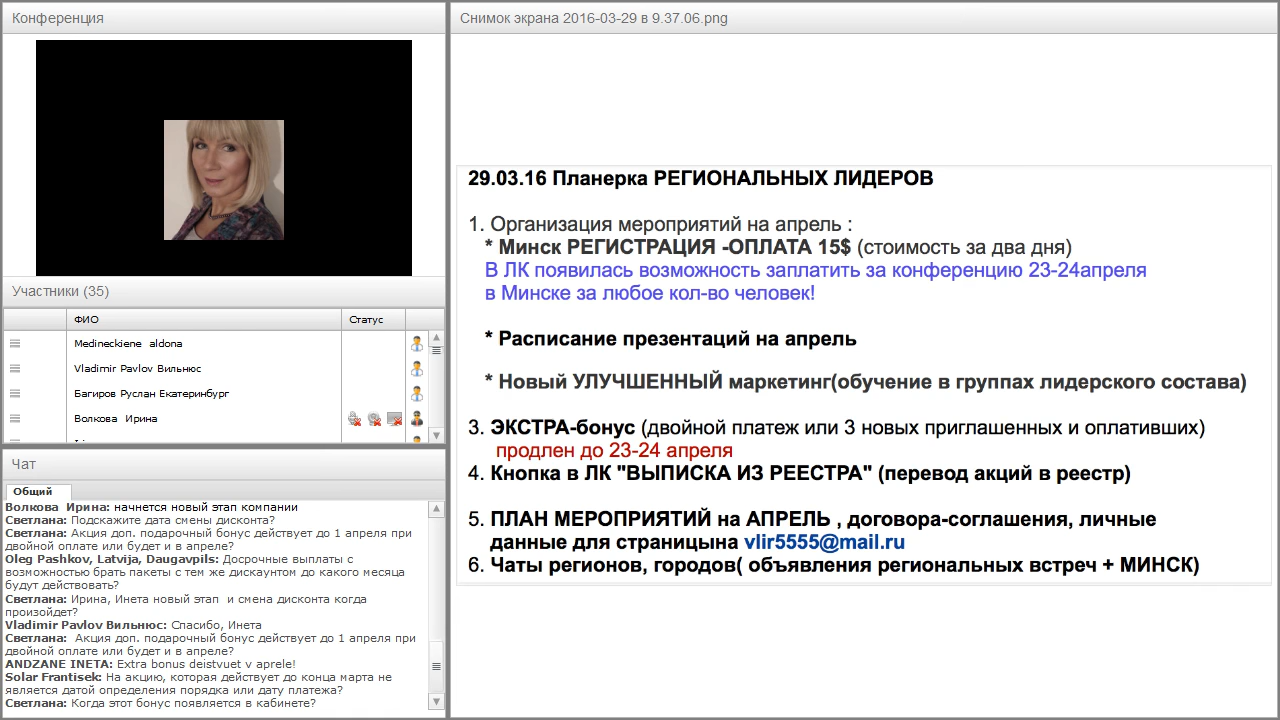 Конференция
Участники (35)
ФИО
Статус
Medineckiene aldona
Vladimir Pavlov Вильнюс
Багиров Руслан Екатеринбург
Волкова Ирина
Чат
Общий
Волкова Ирина: начнется новый этап компании
Светлана: Подскажите дата смены дисконта?
Светлана: Акция доп. подарочный бонус действует до 1 апреля при
двойной оплате или будет и в апреле?
Oleg Pashkov, Latvija, Daugavpils: Досрочные выплаты с
возможностью брать пакеты с тем же дискаунтом до какого месяца
будут действовать?
Светлана: Ирина, Инета новый этап и смена дисконта когда
произойдет?
Vladimir Pavlov Вильнюс: Спасибо, Инета
Светлана: Акция доп. подарочный бонус действует до 1 апреля при
двойной оплате или будет и в апреле?
ANDZANE INETA: Extra bonus deistvuet v aprele!
Solar Frantisek: На акцию, которая действует до конца марта не
является датой определения порядка или дату платежа?
Светлана: Когда этот бонус появляется в кабинете?
Снимок экрана 2016-03-29 в 9.37.06.png
29.03.16 Планерка РЕГИОНАЛЬНЫХ ЛИДЕРОВ
1. Организация мероприятий на апрель :
* Минск РЕГИСТРАЦИЯ -ОПЛАТА 15$ (стоимость за два дня)
В ЛК появилась возможность заплатить за конференцию 23-24апреля
в Минске за любое кол-во человек!
* Расписание презентаций на апрель
* Новый УЛУЧШЕННЫЙ маркетинг(обучение в группах лидерского состава)
3. ЭКСТРА-бонус (двойной платеж или 3 новых приглашенных и оплативших)
продлен до 23-24 апреля
4. Кнопка в ЛК "ВЫПИСКА ИЗ РЕЕСТРА" (перевод акций в реестр)
5. ПЛАН МЕРОПРИЯТИЙ на АПРЕЛЬ , договора-соглашения, личные
данные для страницына vlir5555@mail.ru
6. Чаты регионов, городов( объявления региональных встреч + МИНСК)